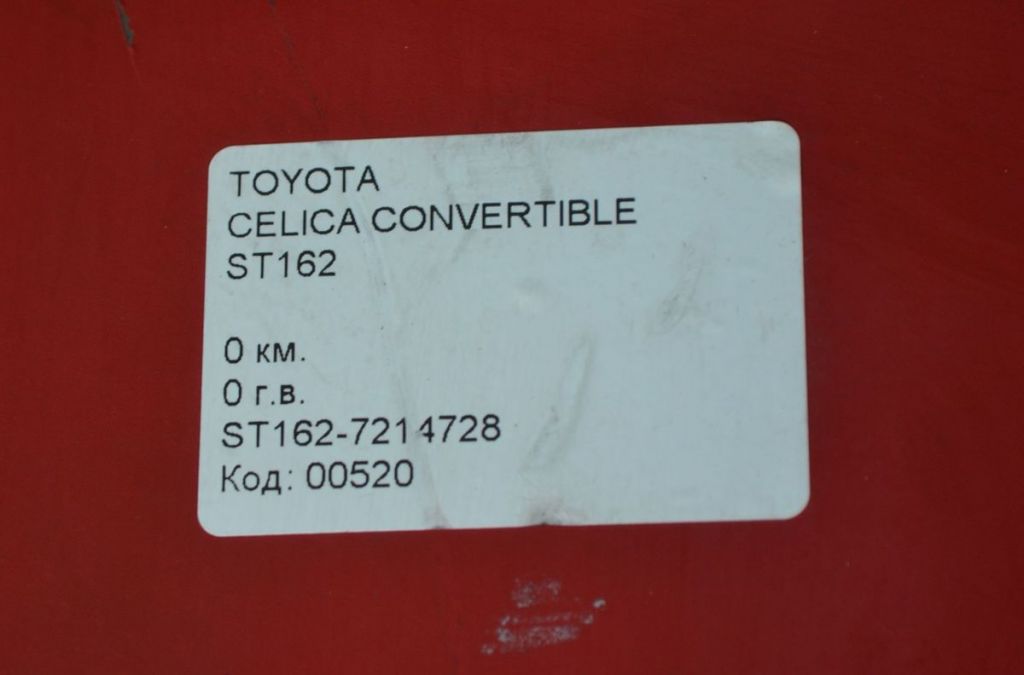 TOYOTA
CELICA CONVERTIBLE
ST162
0 км.
0 г.в.
ST162-7214728
Код: 00520